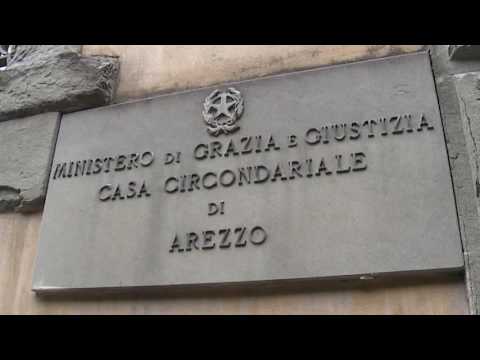 MINISTERO DI GRAZIA E GIUSTIZIA
CASA CIRCONDARIALE
DI
AREZZO